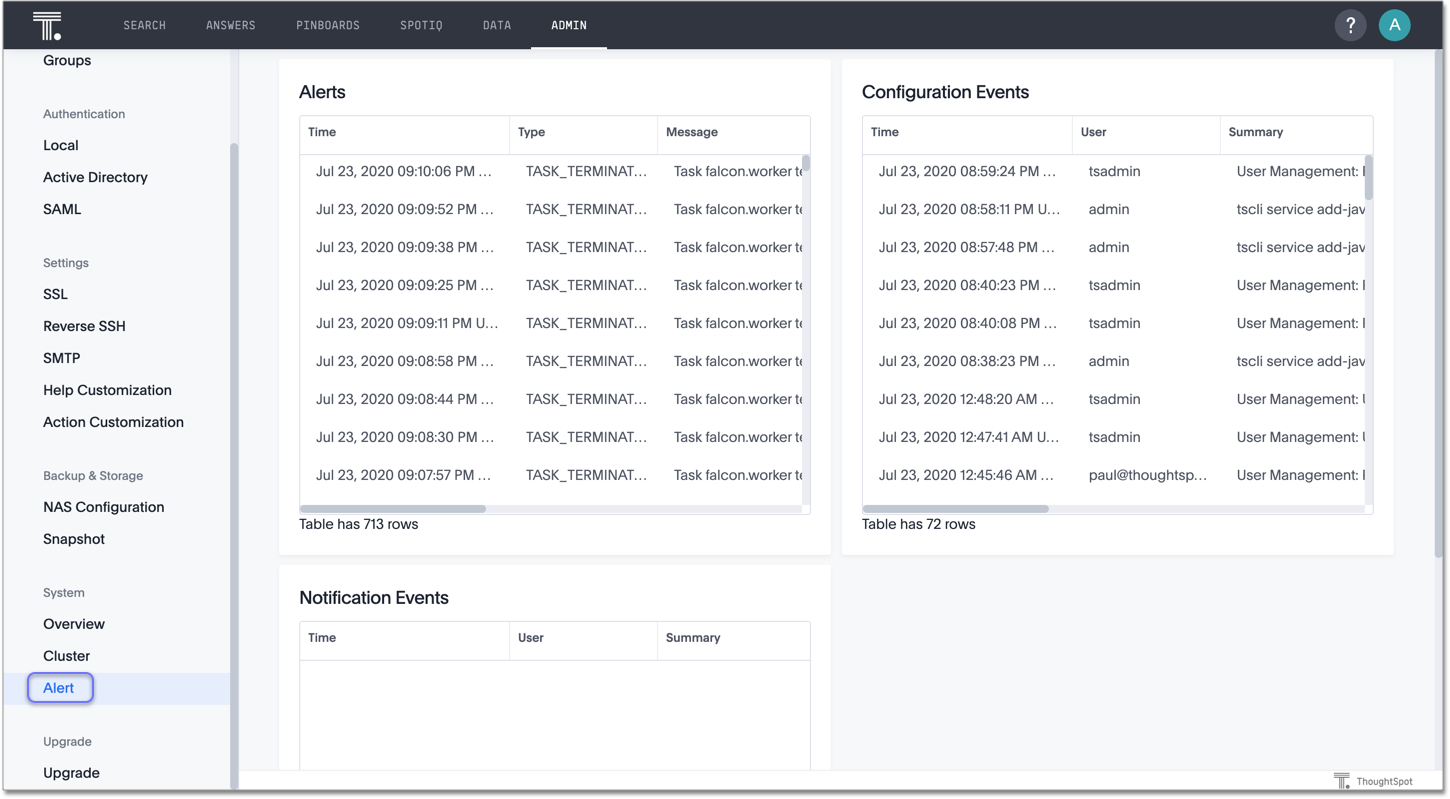 SEARCH ANSWERS PINBOARDS SPOTIQ DATA ADMIN ? A
Groups
Authentication
Local
Active Directory
SAML
Settings
SSL
Reverse SSH
SMTP
Help Customization
Action Customization
Backup & Storage
NAS Configuration
Snapshot
System
Overview
Cluster
Alert
Upgrade
Upgrade
Alerts
Time Type Message
Jul 23, 2020 09:10:06 PM ... TASK_TERMINAT... Task falcon.worker te
Jul 23, 2020 09:09:52 PM ... TASK_TERMINAT... Task falcon.worker te
Jul 23, 2020 09:09:38 PM ... TASK_TERMINAT... Task falcon.worker te
Jul 23, 2020 09:09:25 PM ... TASK_TERMINAT... Task falcon.worker te
Jul 23, 2020 09:09:11 PM U... TASK_TERMINAT... Task falcon.worker te
Jul 23, 2020 09:08:58 PM ... TASK_TERMINAT... Task falcon.worker te
Jul 23, 2020 09:08:44 PM ... TASK_TERMINAT... Task falcon.worker te
Jul 23, 2020 09:08:30 PM ... TASK_TERMINAT... Task falcon.worker te
Jul 23, 2020 09:07:57 PM ... TASK_TERMINAT... Task falcon.worker te
Table has 713 rows
Configuration Events
Time User Summary
Jul 23, 2020 08:59:24 PM ... tsadmin User Management:
Jul 23, 2020 08:58:11 PM U... admin tscli service add-jav
Jul 23, 2020 08:57:48 PM ... admin tscli service add-jav
Jul 23, 2020 08:40:23 PM ... tsadmin User Management:
Jul 23, 2020 08:40:08 PM ... tsadmin User Management:
Jul 23, 2020 08:38:23 PM ... admin tscli service add-jav
Jul 23, 2020 12:48:20 AM ... tsadmin User Management:
Jul 23, 2020 12:47:41 AM U... tsadmin User Management:
Jul 23, 2020 12:45:46 AM ... paul@thoughtsp... User Management:
Table has 72 rows
Notification Events
Time User Summary
ThoughtSpot